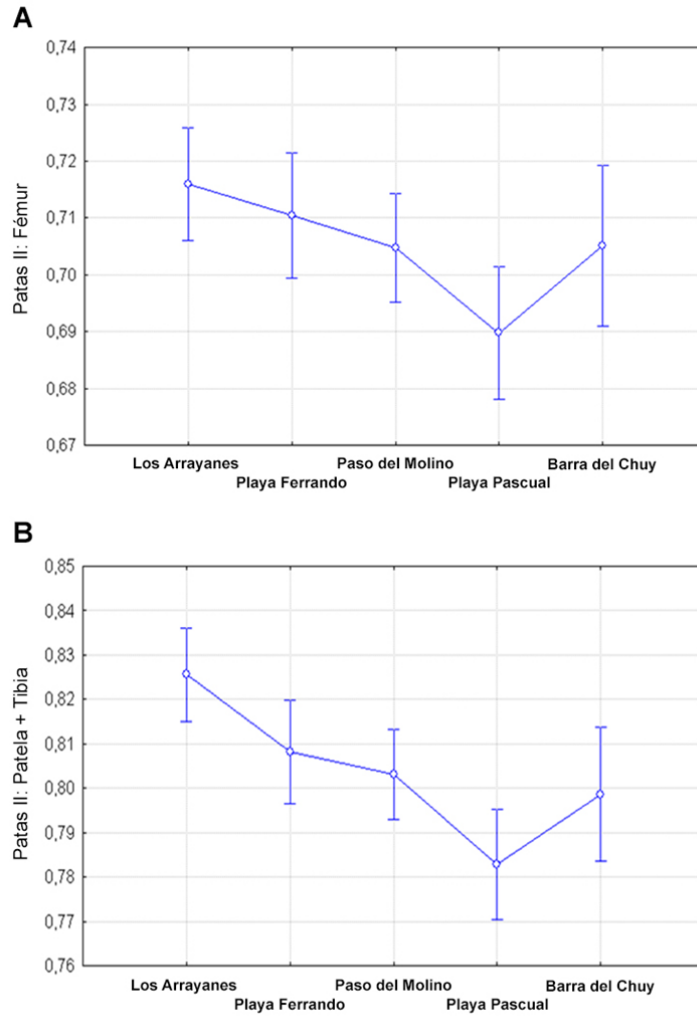 A
0,74
0,73
0,72
0,71
0,70
0,69
0,68
0,67
Patas II: Fémur
Los Arrayanes
Playa Ferrando
Paso del Molino
Playa Pascual
Barra del Chuy
B
0,85
0,84
0,83
0,82
0,81
0,80
0,79
0,78
0,77
0,76
Patas II: Patela + Tibia
Los Arrayanes
Playa Ferrando
Paso del Molino
Playa Pascual
Barra del Chuy